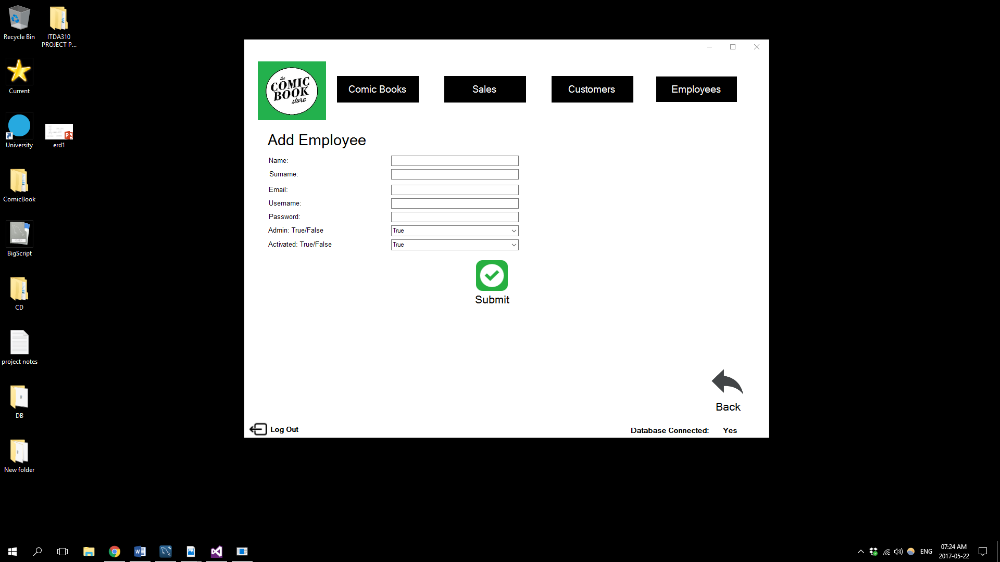 Recycle Bin
ITDA310
PROJECT P...
Current
University
erd1
ComicBook
BigScript
CD
project notes
DB
New folder
the
COMIC
BOOK
store
Comic Books
Sales
Customers
Employees
Add Employee
Name:
Surname:
Email:
Username:
Password:
Admin: True/False
True
Activated: True/False
True
Submit
Back
Log Out
Database Connected: Yes
ENG
07:24 AM
2017-05-22